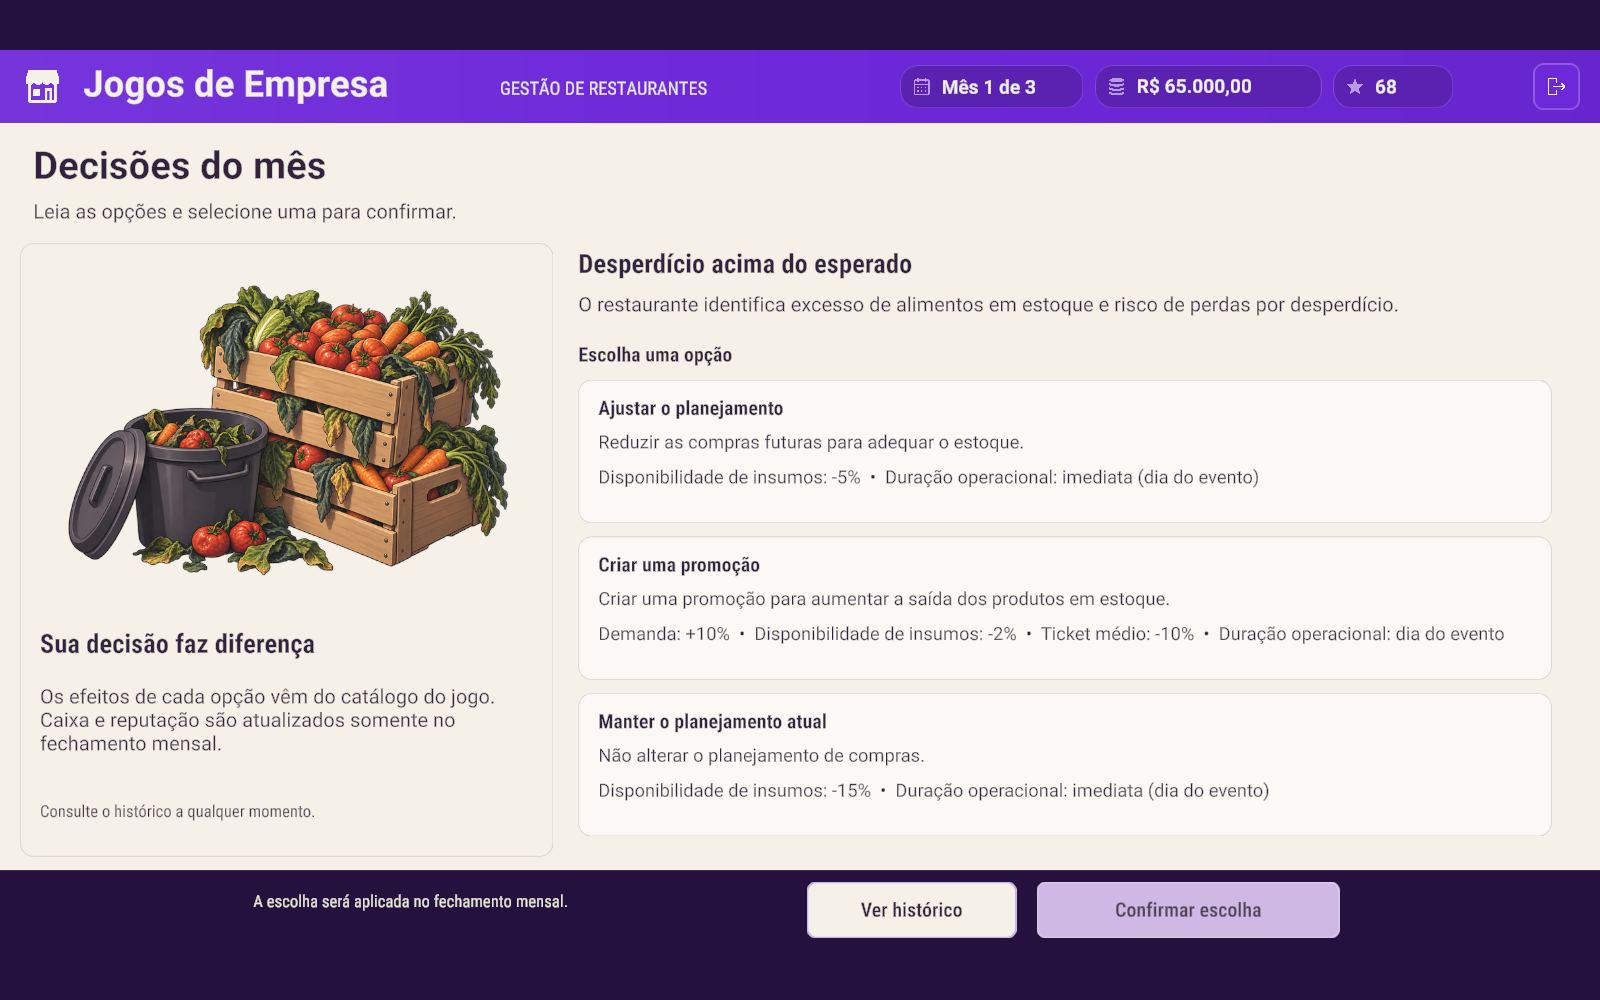 Jogos de Empresa
GESTÃO DE RESTAURANTES
Mês 1 de 3
R$ 65.000,00
68
Decisões do mês
Leia as opções e selecione uma para confirmar.
Sua decisão faz diferença
Os efeitos de cada opção vêm do catálogo do jogo.
Caixa e reputação são atualizados somente no
fechamento mensal.
Consulte o histórico a qualquer momento.
Desperdício acima do esperado
O restaurante identifica excesso de alimentos em estoque e risco de perdas por desperdício.
Escolha uma opção
Ajustar o planejamento
Reduzir as compras futuras para adequar o estoque.
Disponibilidade de insumos: -5% • Duração operacional: imediata (dia do evento)
Criar uma promoção
Criar uma promoção para aumentar a saída dos produtos em estoque.
Demanda: +10% • Disponibilidade de insumos: -2% • Ticket médio: -10% • Duração operacional: dia do evento
Manter o planejamento atual
Não alterar o planejamento de compras.
Disponibilidade de insumos: -15% • Duração operacional: imediata (dia do evento)
A escolha será aplicada no fechamento mensal.
Ver histórico
Confirmar escolha